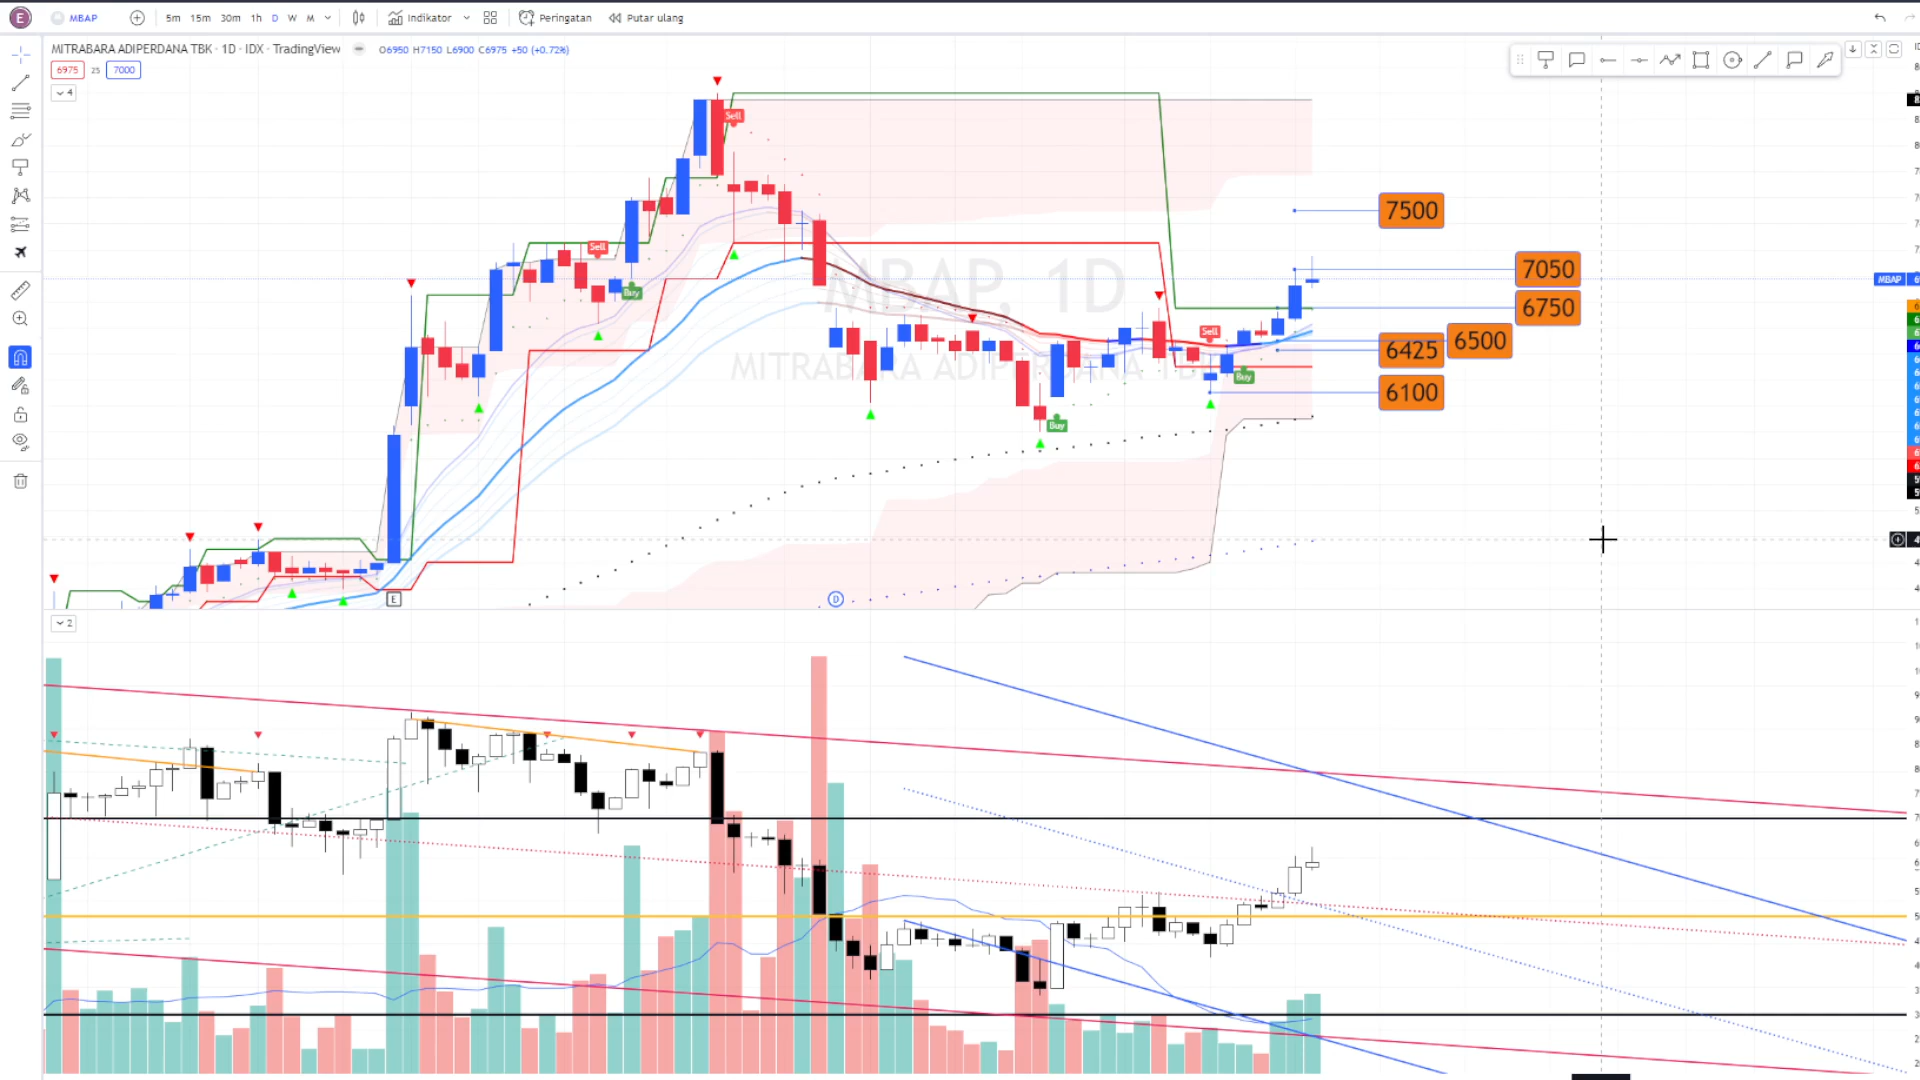 E
MBAP
5m 15m 30m 1h D W M
Indikator
Peringatan
Putar ulang
MITRABARA ADIPERDANA TBK · 1D · IDX · TradingView
O6950 H7150 L6900 C6975 +50 (+0.72%)
6975 25 7000
4
Sell
7500
Sell
MBAP, 1D
7050
MBAP
Buy
6750
Sell
6500
6425
MITRABARA ADIPERDANA TBK
Buy
6100
Buy
E
D
2